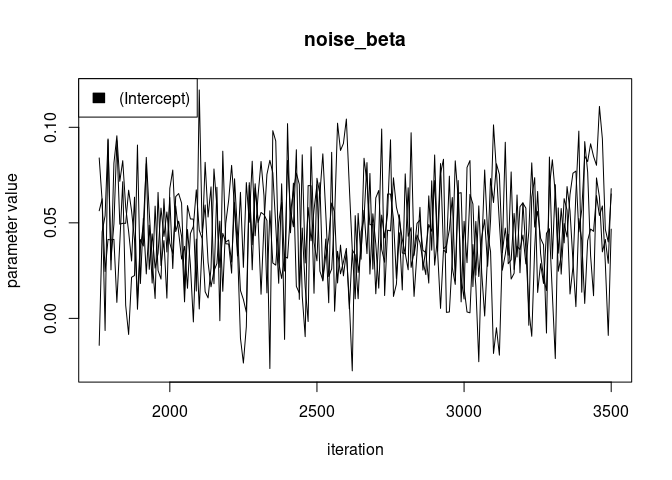 noise_beta
(Intercept)
0.10
0.05
0.00
parameter value
2000 2500 3000 3500
iteration